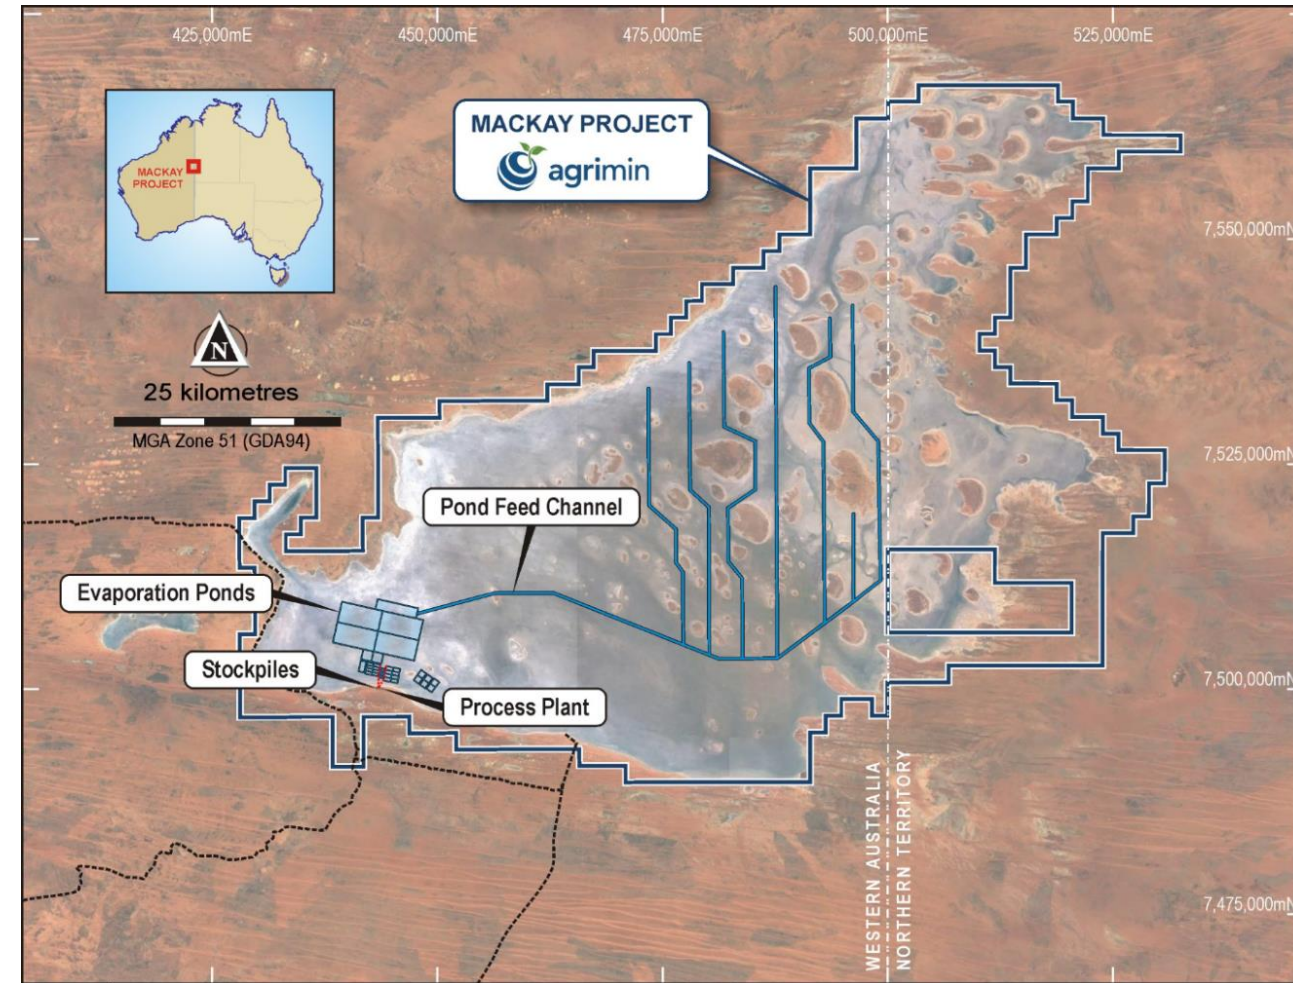 425,000mE
450,000mE
475,000mE
500,000mE
525,000mE
MACKAY PROJECT
agrimin
MACKAY
PROJECT
7,550,000mN
N
25 kilometres
MGA Zone 51 (GDA94)
7,525,000mN
Pond Feed Channel
Evaporation Ponds
Stockpiles
Process Plant
7,500,000mN
WESTERN AUSTRALIA
NORTHERN TERRITORY
7,475,000mN